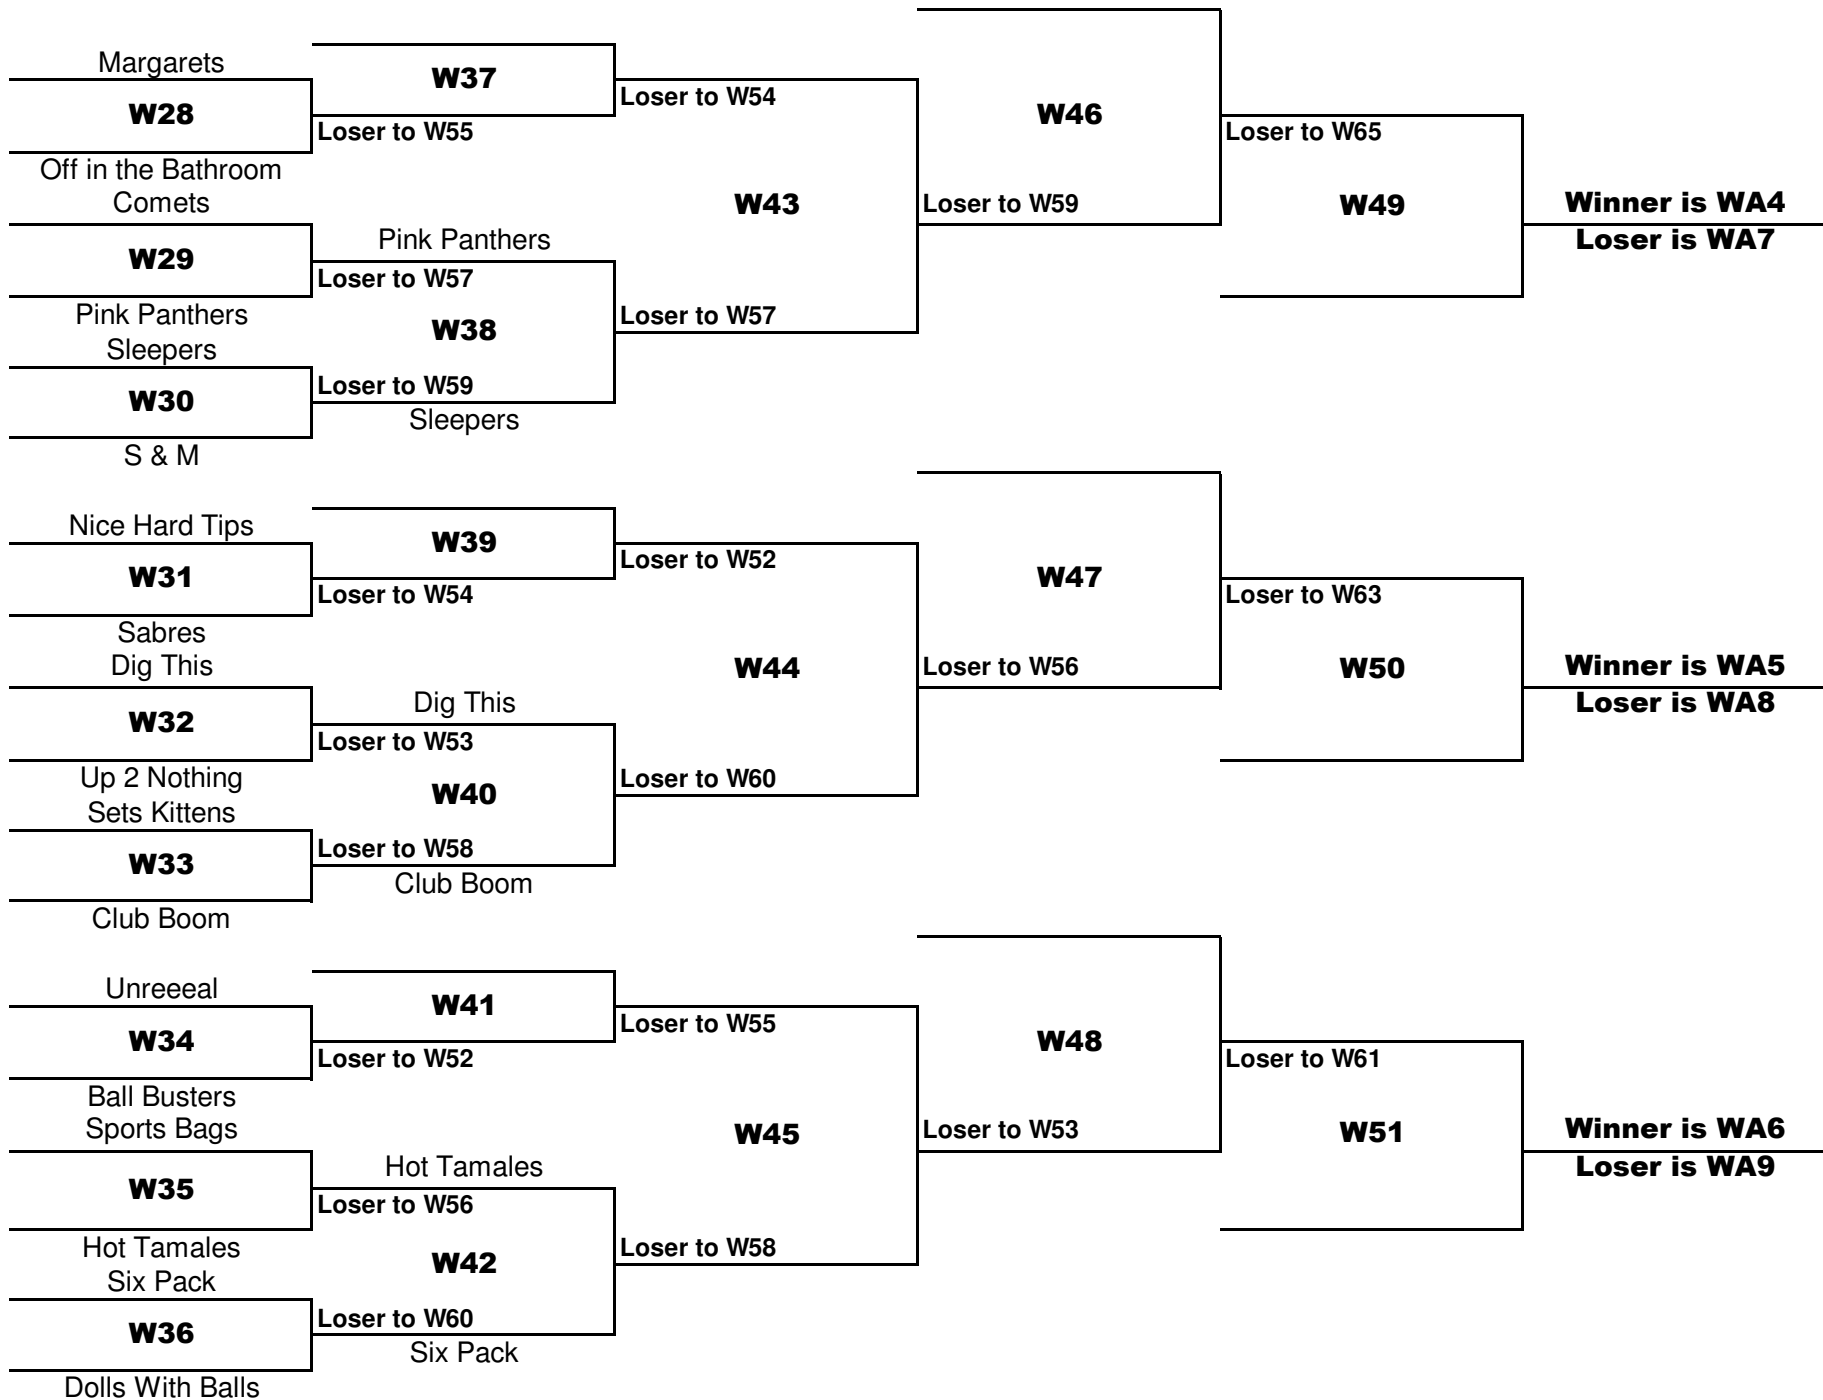 Margarets
W28
Off in the Bathroom
Comets
W29
Pink Panthers
Sleepers
W30
S & M
W37
Loser to W55
Pink Panthers
Loser to W57
W38
Loser to W59
Sleepers
Loser to W54
W43
Loser to W57
W46
Loser to W59
Loser to W65
W49
Winner is WA4
Loser is WA7
Nice Hard Tips
W31
Sabres
Dig This
W32
Up 2 Nothing
Sets Kittens
W33
Club Boom
W39
Loser to W54
Dig This
Loser to W53
W40
Loser to W58
Club Boom
Loser to W52
W44
Loser to W60
W47
Loser to W56
Loser to W63
W50
Winner is WA5
Loser is WA8
Unreeeal
W34
Ball Busters
Sports Bags
W35
Hot Tamales
Six Pack
W36
Dolls With Balls
W41
Loser to W52
Hot Tamales
Loser to W56
W42
Loser to W60
Six Pack
Loser to W55
W45
Loser to W58
W48
Loser to W53
Loser to W61
W51
Winner is WA6
Loser is WA9